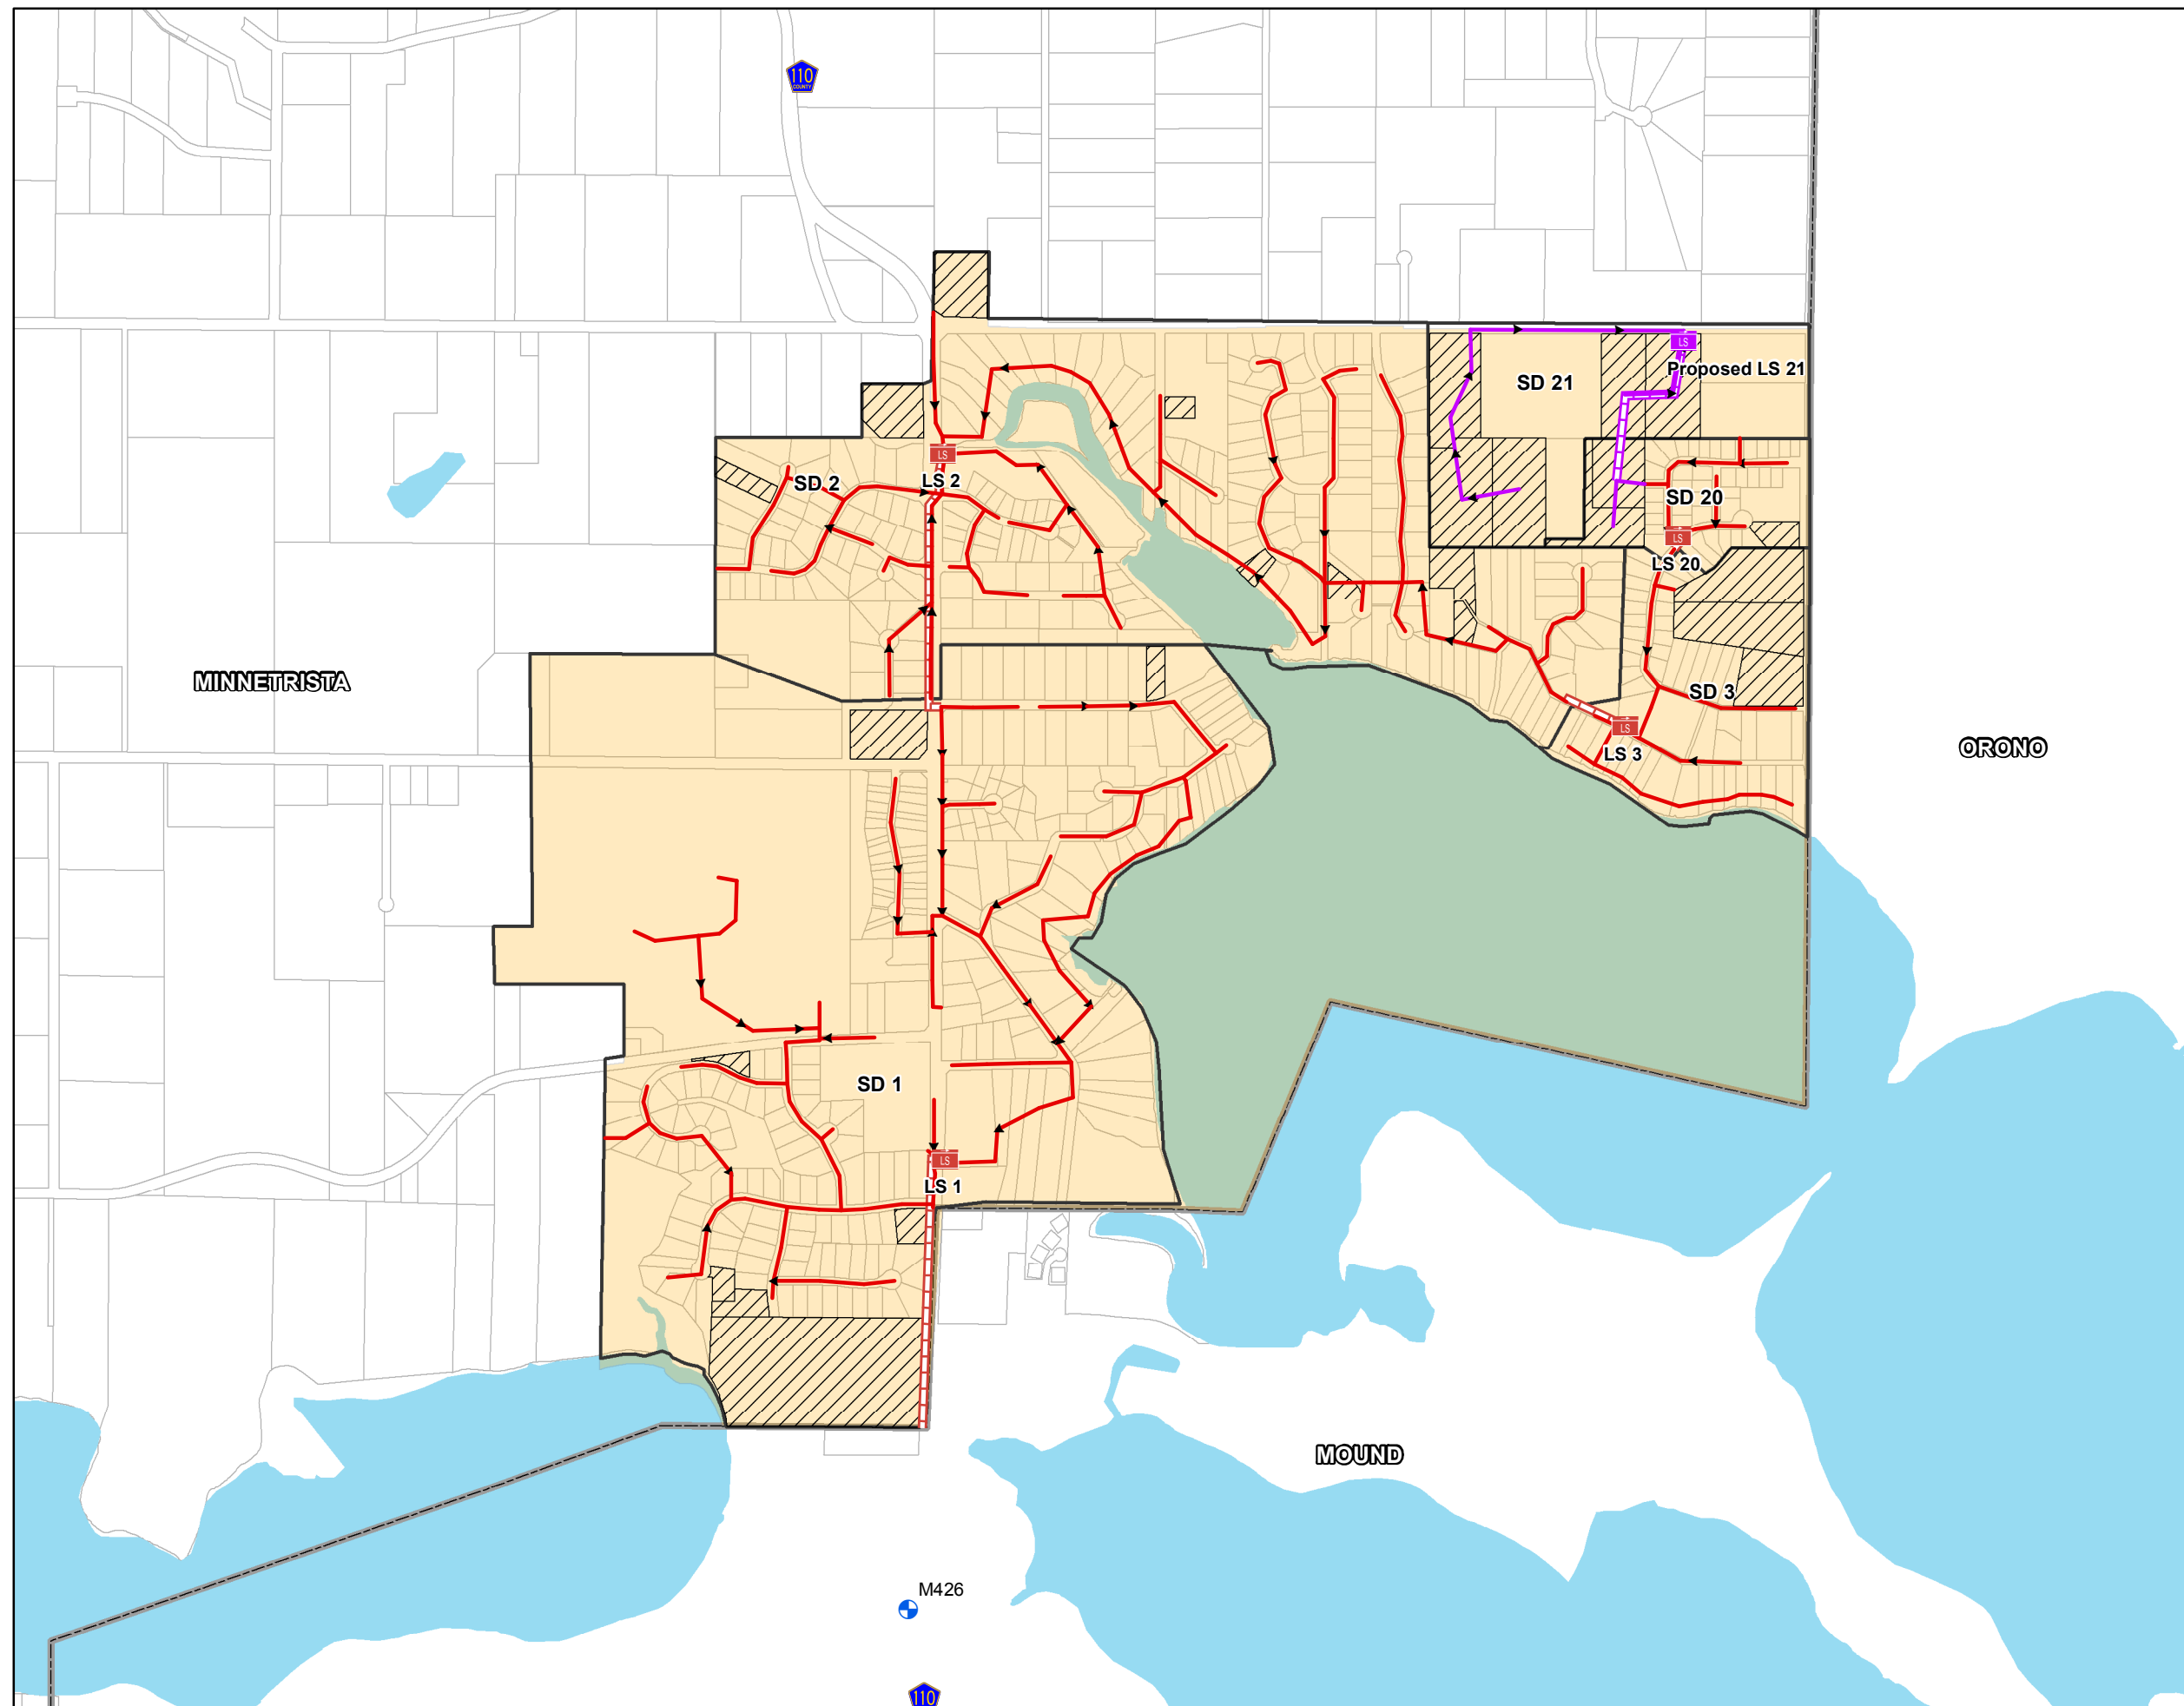 110
COUNTY
LS
Proposed LS 21
SD 21
LS
LS 2
SD 2
SD 20
LS
LS 20
MINNETRISTA
SD 3
LS
LS 3
ORONO
SD 1
LS
LS 1
MOUND
M426
110